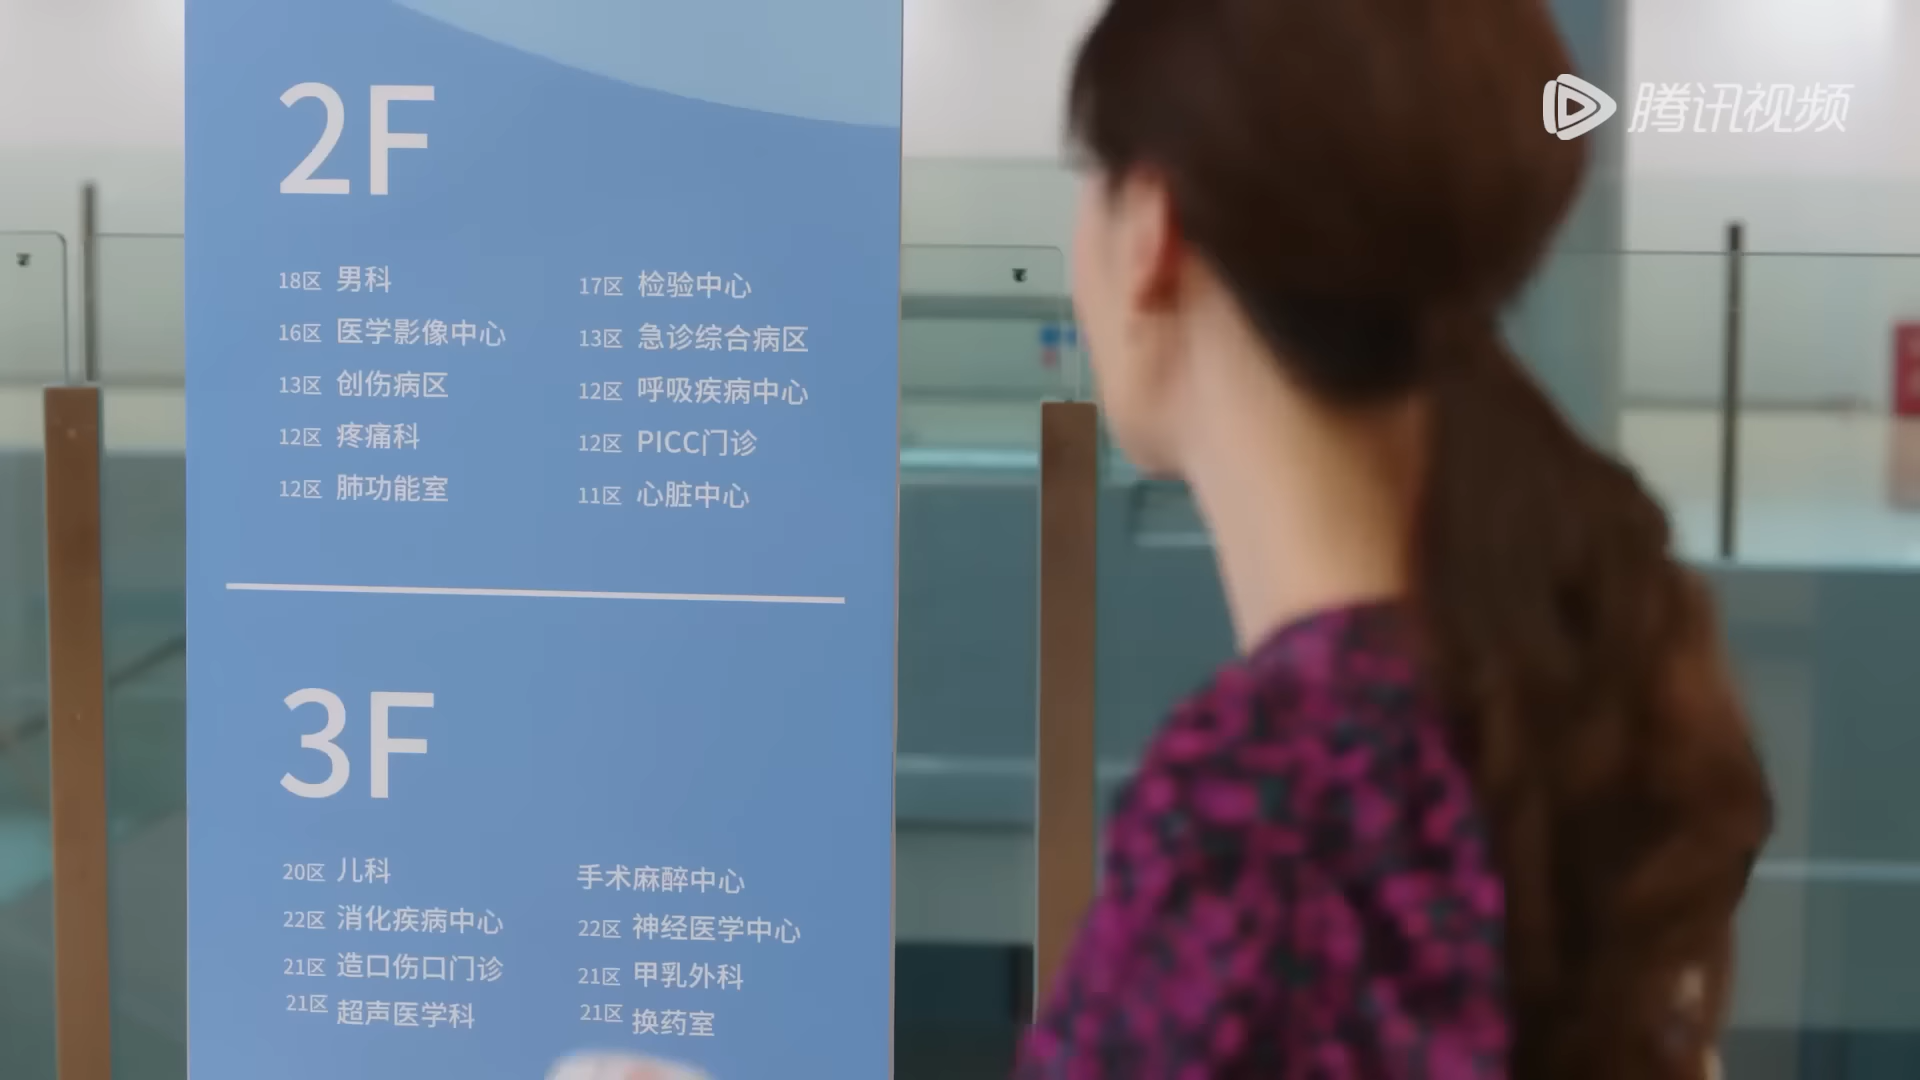 腾讯视频
2F
18区 男科
16区 医学影像中心
13区 创伤病区
12区 疼痛科
12区 肺功能室
17区 检验中心
13区 急诊综合病区
12区 呼吸疾病中心
12区 PICC门诊
11区 心脏中心
3F
20区 儿科
22区 消化疾病中心
21区 造口伤口门诊
21区 超声医学科
手术麻醉中心
22区 神经医学中心
21区 甲乳外科
21区 换药室